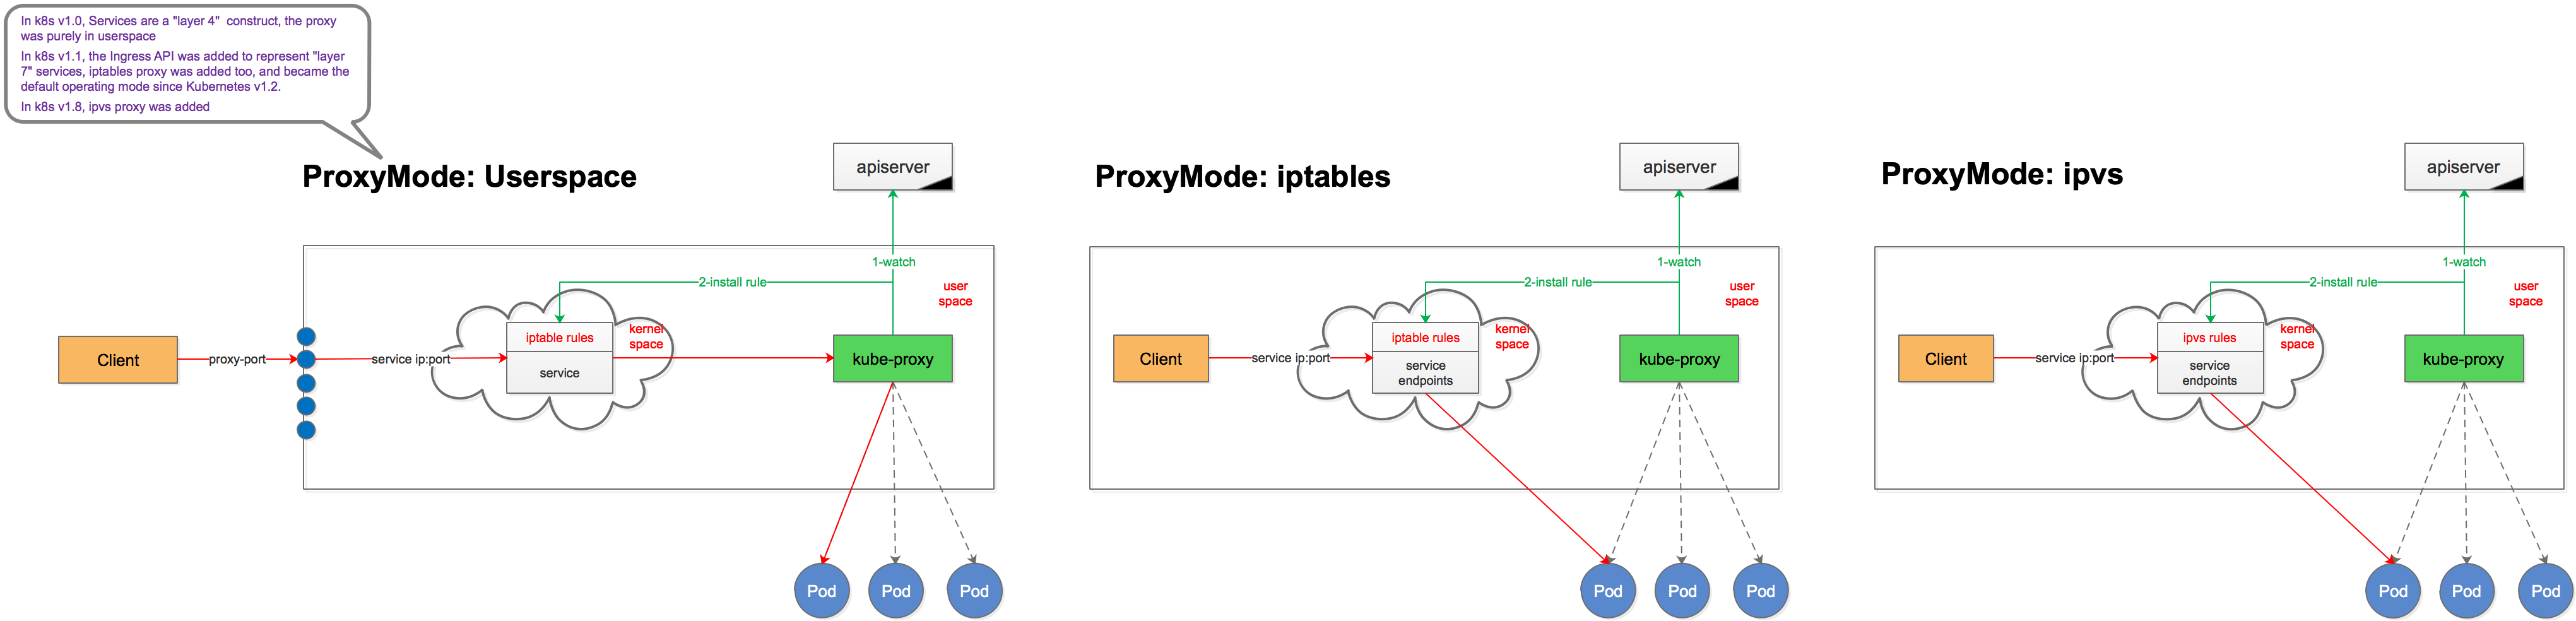 In k8s v1.0, Services are a "layer 4"  construct, the proxy
was purely in userspace
In k8s v1.1, the Ingress API was added to represent "layer
7" services, iptables proxy was added too, and became the
default operating mode since Kubernetes v1.2.
In k8s v1.8, ipvs proxy was added
ProxyMode: Userspace
apiserver
1-watch
2-install rule
user
space
iptable rules
kernel
space
Client
proxy-port
service ip:port
service
kube-proxy
Pod
Pod
Pod
ProxyMode: iptables
apiserver
1-watch
2-install rule
user
space
iptable rules
kernel
space
Client
service ip:port
service
endpoints
kube-proxy
Pod
Pod
Pod
ProxyMode: ipvs
apiserver
1-watch
2-install rule
user
space
ipvs rules
kernel
space
Client
service ip:port
service
endpoints
kube-proxy
Pod
Pod
Pod